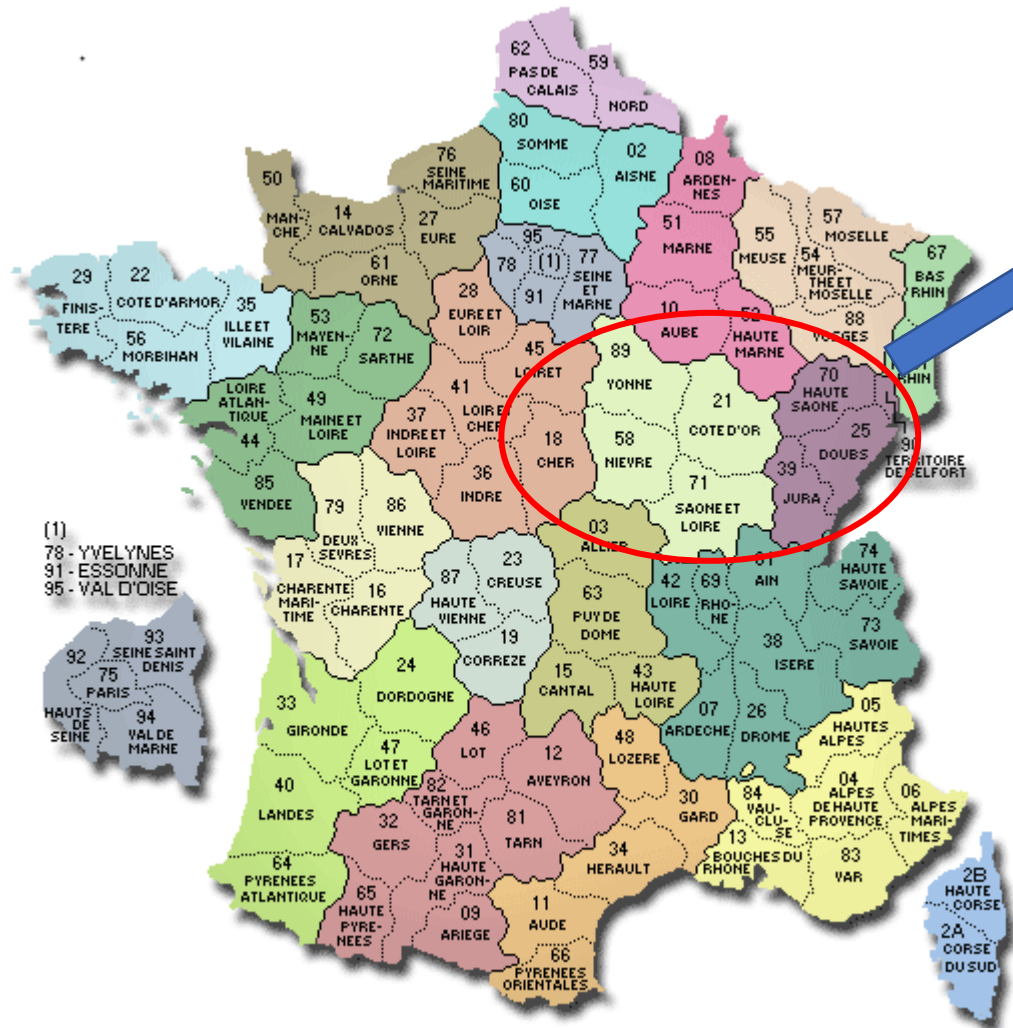 62
PAS DE
CALAIS
59
NORD
80
SOMME
02
AISNE
60
OISE
76
SEINE
MARITIME
27
EURE
50
MAN-
CHE
14
CALVADOS
61
ORNE
08
ARDEN-
NES
51
MARNE
10
AUBE
52
HAUTE
MARNE
55
MEUSE
57
MOSELLE
54
MEUR-
THE ET
MOSELLE
88
VOSGES
67
BAS
RHIN
RHIN
95
78
(1)
77
SEINE
ET
MARNE
91
29
FINIS-
TERE
22
COTE D'ARMOR
35
ILLE ET
VILAINE
56
MORBIHAN
53
MAYEN-
NE
72
SARTHE
LOIRE
ATLAN-
TIQUE
44
49
MAINE ET
LOIRE
85
VENDEE
28
EURE ET
LOIR
45
LOIRET
41
LOIR ET
CHER
37
INDRE ET
LOIRE
18
CHER
36
INDRE
89
YONNE
21
COTE D'OR
58
NIEVRE
71
SAONE ET
LOIRE
70
HAUTE
SAONE
25
DOUBS
39
JURA
90
TERRITOIRE
DE BELFORT
79
DEUX
SEVRES
86
VIENNE
17
CHARENTE
MARI-
TIME
16
CHARENTE
23
CREUSE
87
HAUTE
VIENNE
19
CORREZE
03
ALLIER
63
PUY DE
DOME
15
CANTAL
43
HAUTE
LOIRE
42
LOIRE
69
RHO-
NE
01
AIN
74
HAUTE
SAVOIE
73
SAVOIE
38
ISERE
07
ARDECHE
26
DROME
(1)
78 - YVELYNES
91 - ESSONNE
95 - VAL D'OISE
93
SEINE SAINT
DENIS
92
HAUTS
DE
SEINE
75
PARIS
94
VAL DE
MARNE
24
DORDOGNE
33
GIRONDE
47
LOT ET
GARONNE
40
LANDES
64
PYRENEES
ATLANTIQUE
46
LOT
12
AVEYRON
82
TARN ET
GARON-
NE
81
TARN
32
GERS
31
HAUTE
GARON-
NE
65
HAUTE
PYRE-
NEES
09
ARIEGE
48
LOZERE
30
GARD
34
HERAULT
11
AUDE
66
PYRENEES
ORIENTALES
05
HAUTES
ALPES
04
ALPES
DE HAUTE
PROVENCE
06
ALPES
MARI-
TIMES
84
VAU-
CLU-
SE
13
BOUCHES DU
RHONE
83
VAR
2B
HAUTE
CORSE
2A
CORSE
DU SUD